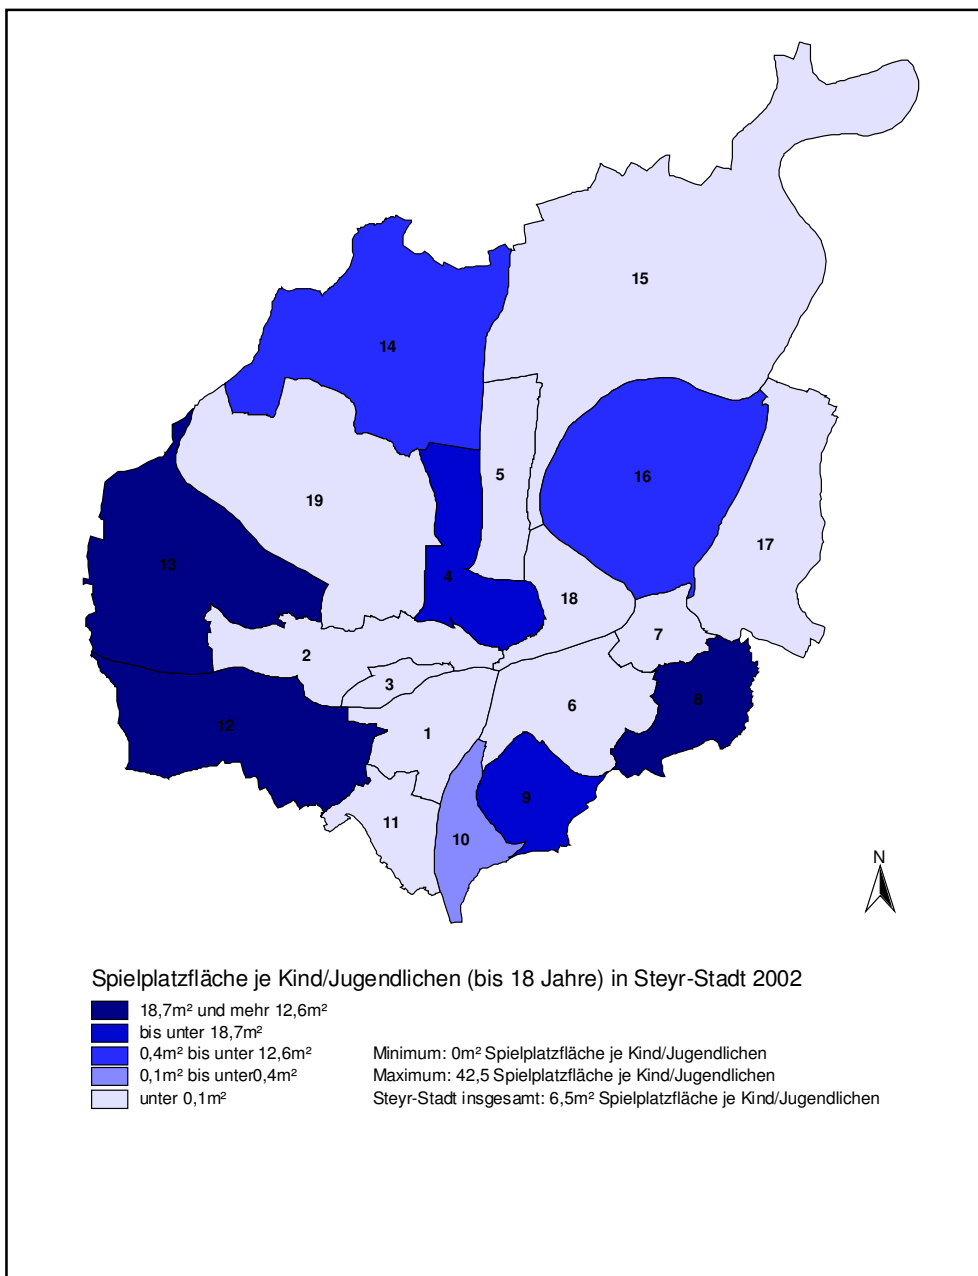 15
14
5
16
19
17
13
4
18
7
2
3
8
6
12
1
9
11
10
N
Spielplatzfläche je Kind/Jugendlichen (bis 18 Jahre) in Steyr-Stadt 2002
18,7m² und mehr 12,6m²
bis unter 18,7m²
0,4m² bis unter 12,6m² Minimum: 0m² Spielplatzfläche je Kind/Jugendlichen
0,1m² bis unter0,4m² Maximum: 42,5 Spielplatzfläche je Kind/Jugendlichen
unter 0,1m² Steyr-Stadt insgesamt: 6,5m² Spielplatzfläche je Kind/Jugendlichen